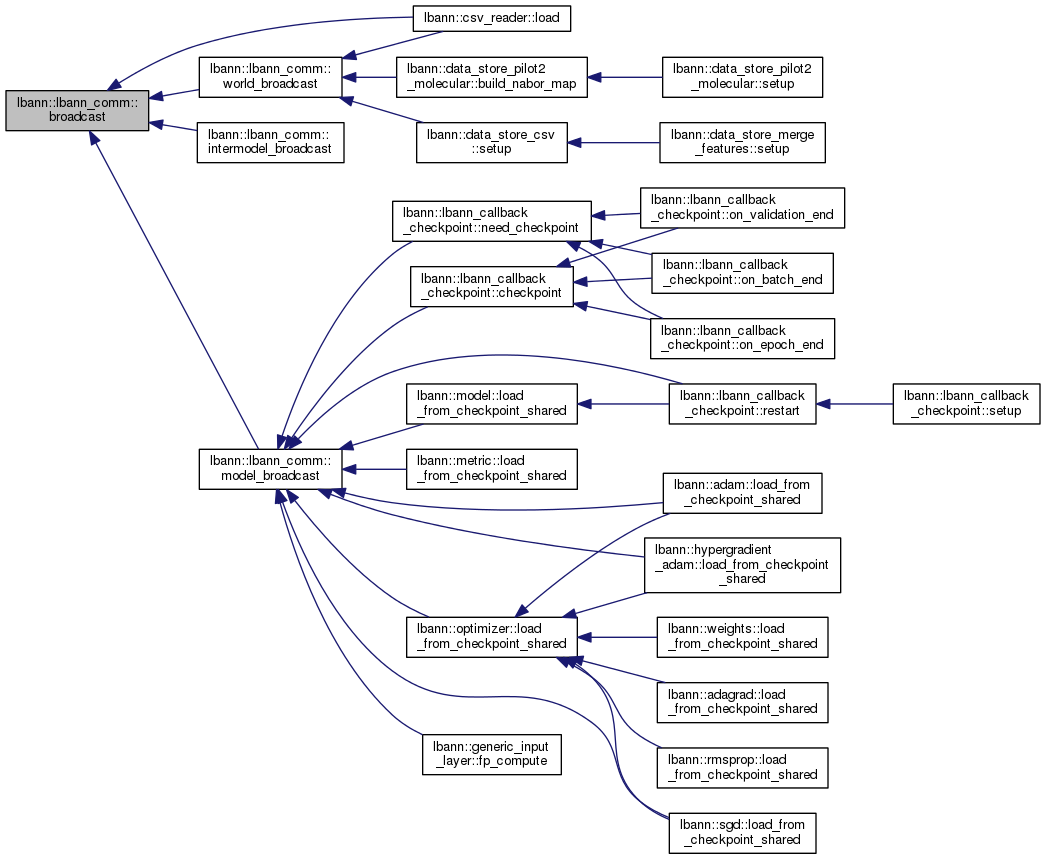 lbann::csv_reader::load
lbann::lbann_comm::
world_broadcast
lbann::data_store_pilot2
_molecular::build_nabor_map
lbann::data_store_pilot2
_molecular::setup
lbann::lbann_comm::
broadcast
lbann::lbann_comm::
intermodel_broadcast
lbann::data_store_csv
::setup
lbann::data_store_merge
_features::setup
lbann::lbann_callback
_checkpoint::need_checkpoint
lbann::lbann_callback
_checkpoint::on_validation_end
lbann::lbann_callback
_checkpoint::checkpoint
lbann::lbann_callback
_checkpoint::on_batch_end
lbann::lbann_callback
_checkpoint::on_epoch_end
lbann::model::load
_from_checkpoint_shared
lbann::lbann_callback
_checkpoint::restart
lbann::lbann_callback
_checkpoint::setup
lbann::lbann_comm::
model_broadcast
lbann::metric::load
_from_checkpoint_shared
lbann::adam::load_from
_checkpoint_shared
lbann::hypergradient
_adam::load_from_checkpoint
_shared
lbann::optimizer::load
_from_checkpoint_shared
lbann::weights::load
_from_checkpoint_shared
lbann::adagrad::load
_from_checkpoint_shared
lbann::generic_input
_layer::fp_compute
lbann::rmsprop::load
_from_checkpoint_shared
lbann::sgd::load_from
_checkpoint_shared